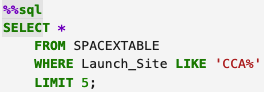 %%sql
SELECT *
    FROM SPACEXTABLE
    WHERE Launch_Site LIKE 'CCA%'
    LIMIT 5;